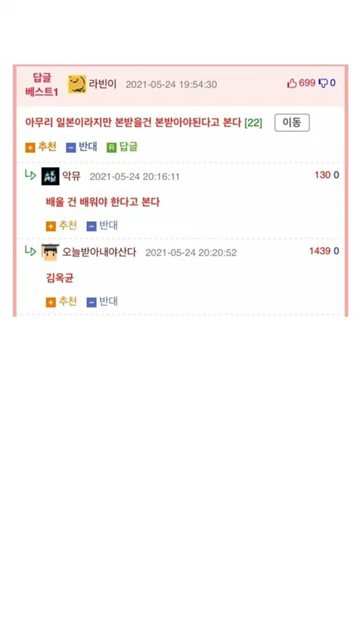 답글
베스트1
라빈이 2021-05-24 19:54:30 699 0
아무리 일본이라지만 본받을건 본받아야된다고 본다 [22] 이동
추천 반대 R 답글
악뮤 2021-05-24 20:16:11 130 0
배울 건 배워야 한다고 본다
추천 반대
오늘받아내야산다 2021-05-24 20:20:52 1439 0
김옥균
추천 반대